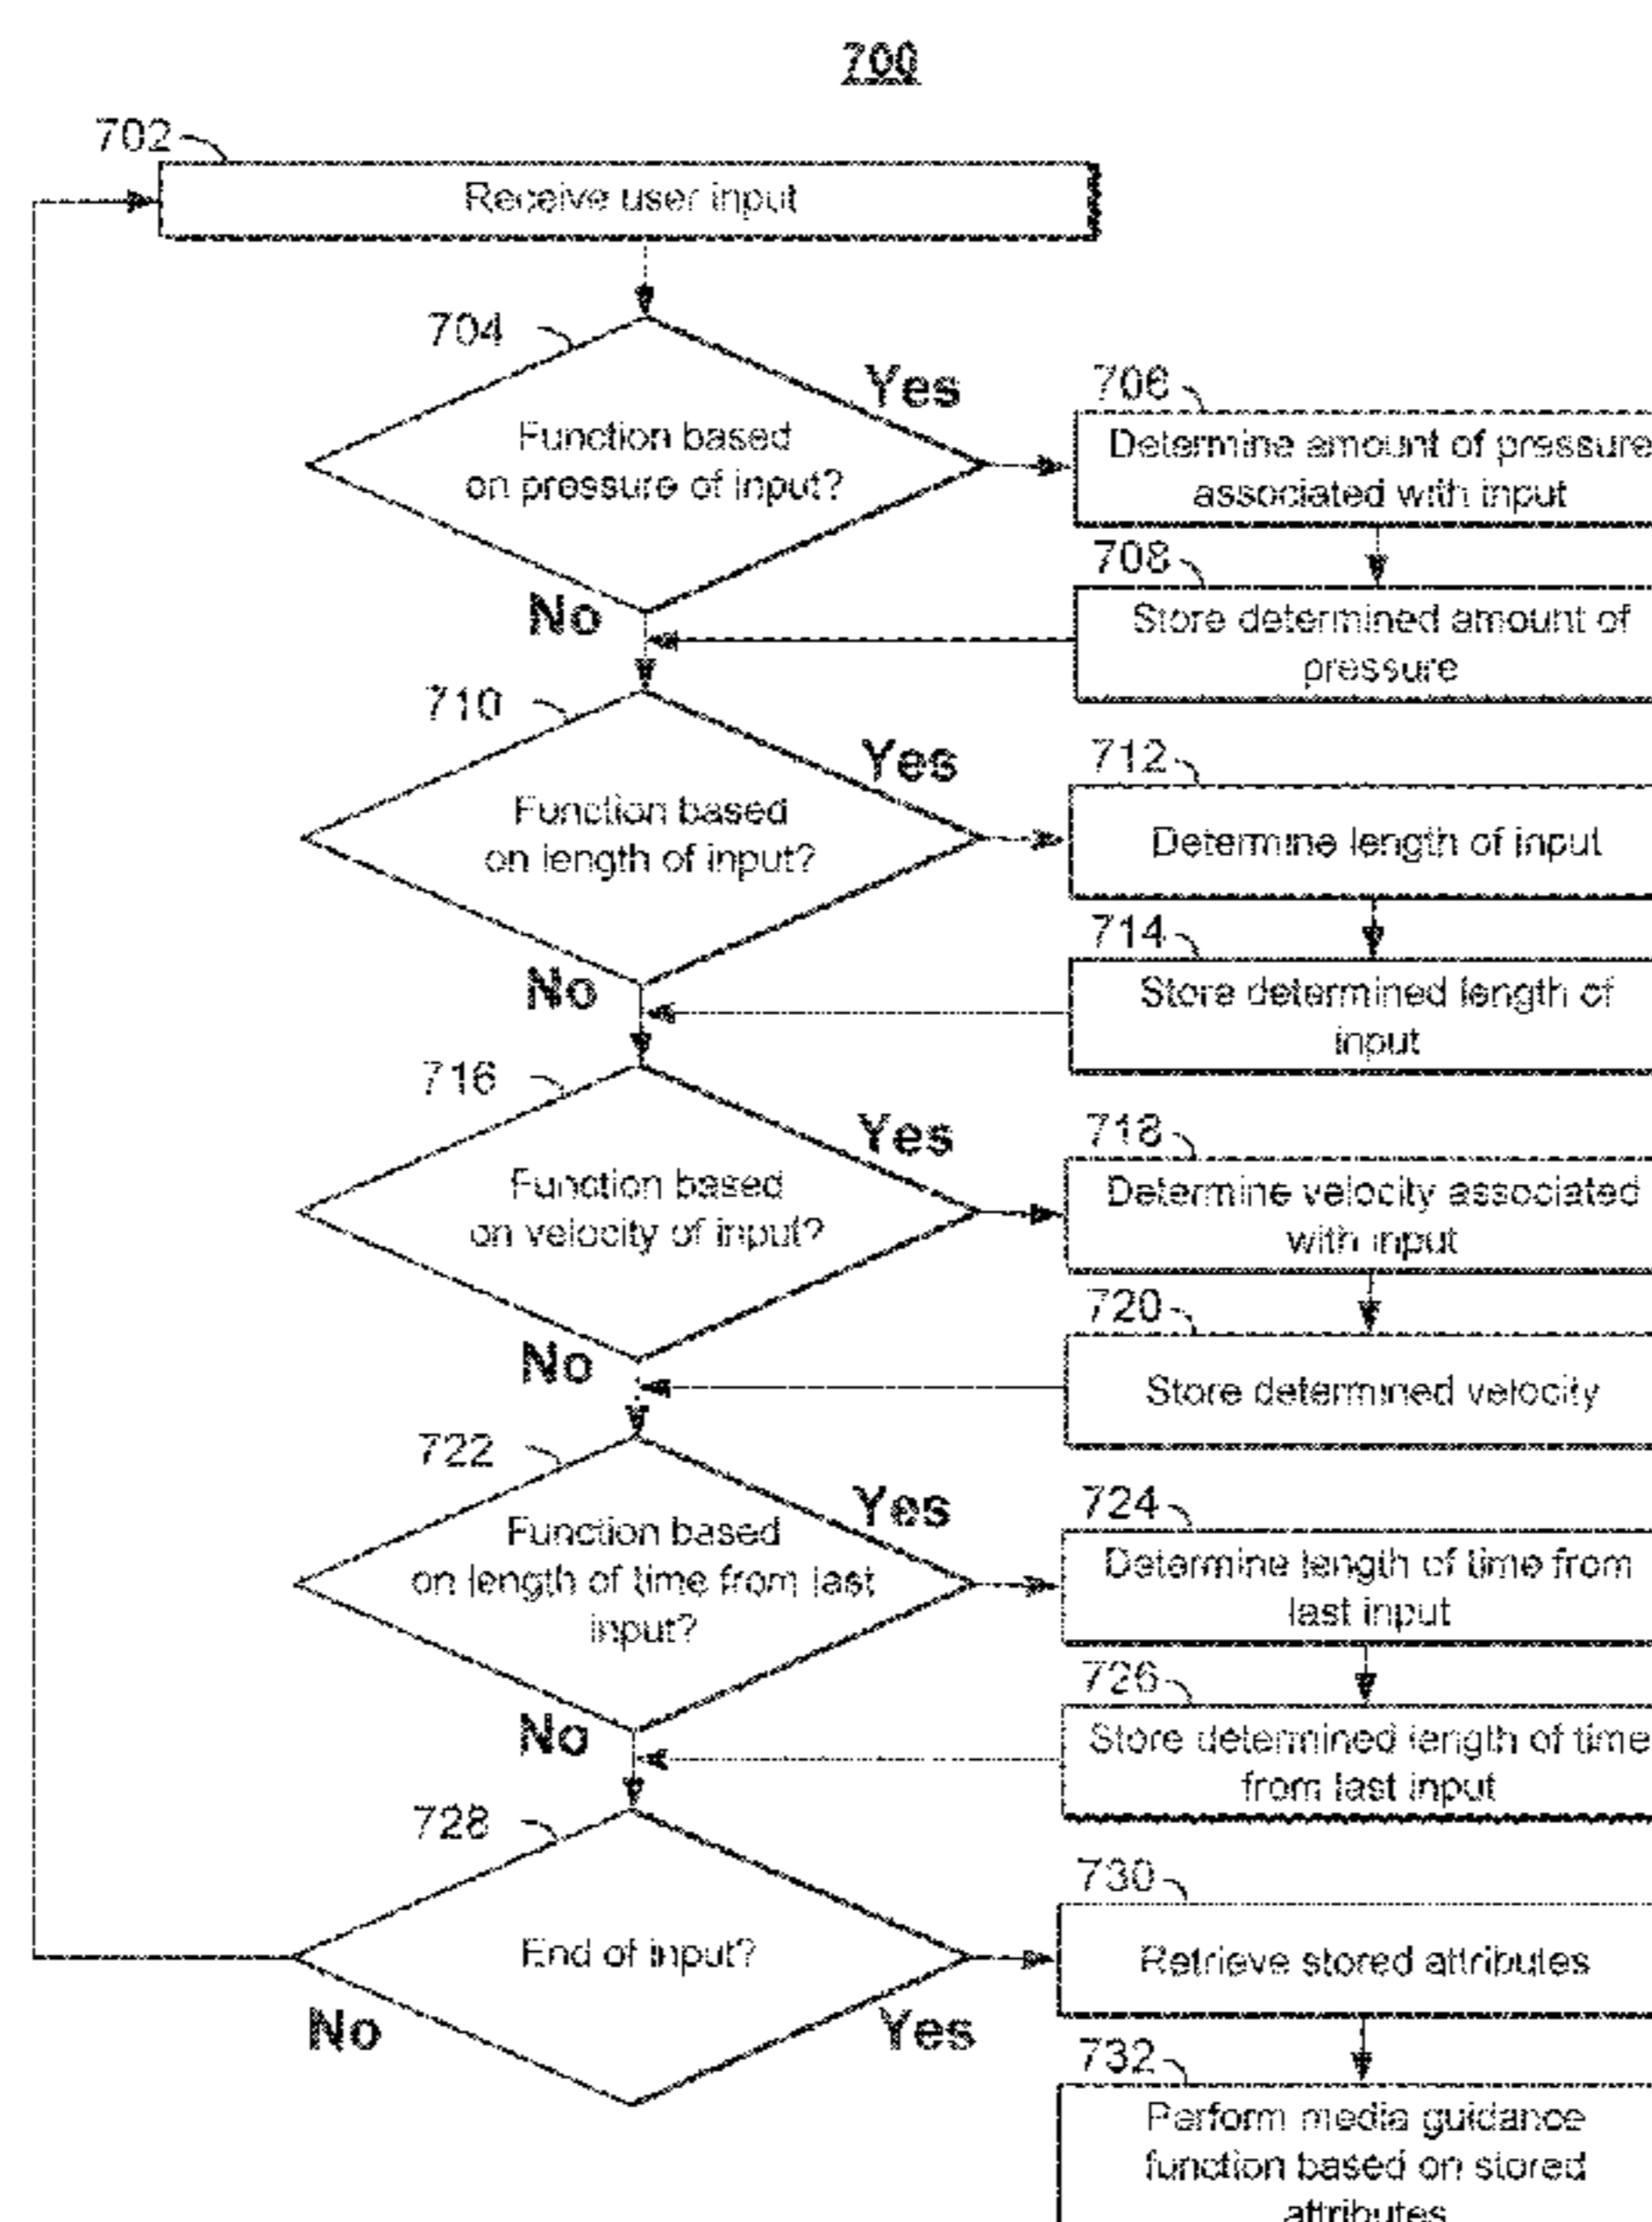 700
702
Receive user input
704
Function based
on pressure of input?
Yes
No
706
Determine amount of pressure
associated with input
708
Store determined amount of
pressure
710
Function based
on length of input?
Yes
No
712
Determine length of input
714
Store determined length of
input
716
Function based
on velocity of input?
Yes
No
718
Determine velocity associated
with input
720
Store determined velocity
722
Function based
on length of time from last
input?
Yes
No
724
Determine length of time from
last input
726
Store determined length of time
from last input
728
End of input?
No
Yes
730
Retrieve stored attributes
732
Perform media guidance
function based on stored
attributes